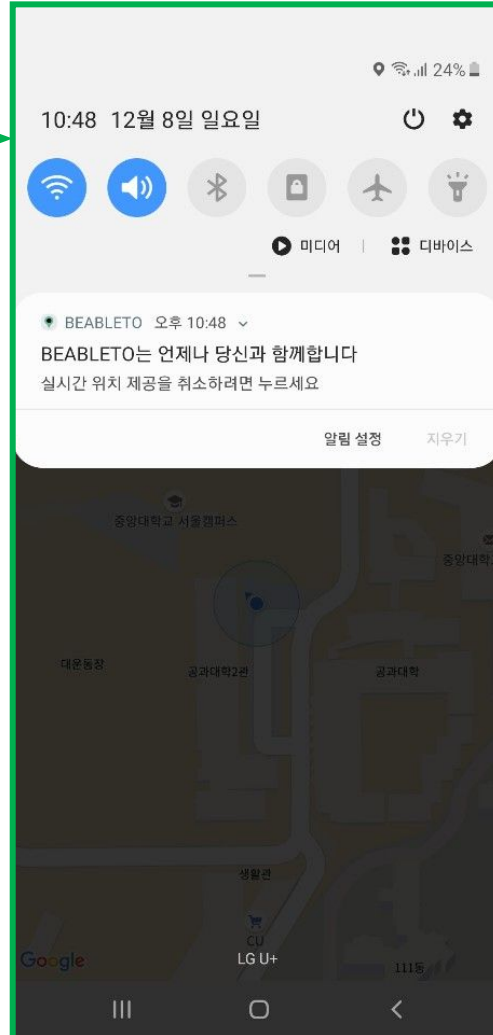 24%
10:48 12월 8일 일요일
미디어 | 디바이스
BEABLETO 오후 10:48
BEABLETO는 언제나 당신과 함께합니다
실시간 위치 제공을 취소하려면 누르세요
알림 설정 지우기
중앙대학교 서울캠퍼스
중앙대학
대운동장
공과대학2관
공과대학
생활관
CU
Google
LG U+
111동